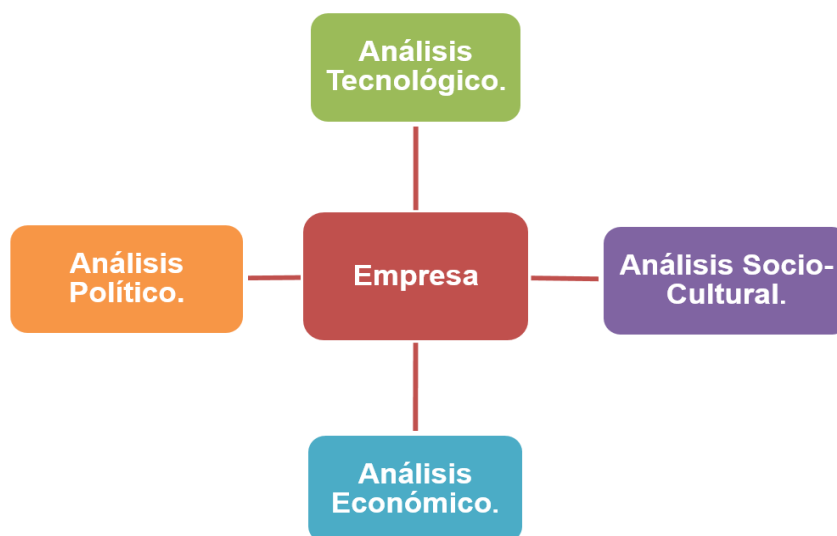 Análisis
Tecnológico.
Análisis
Político.
Empresa
Análisis Socio-
Cultural.
Análisis
Económico.